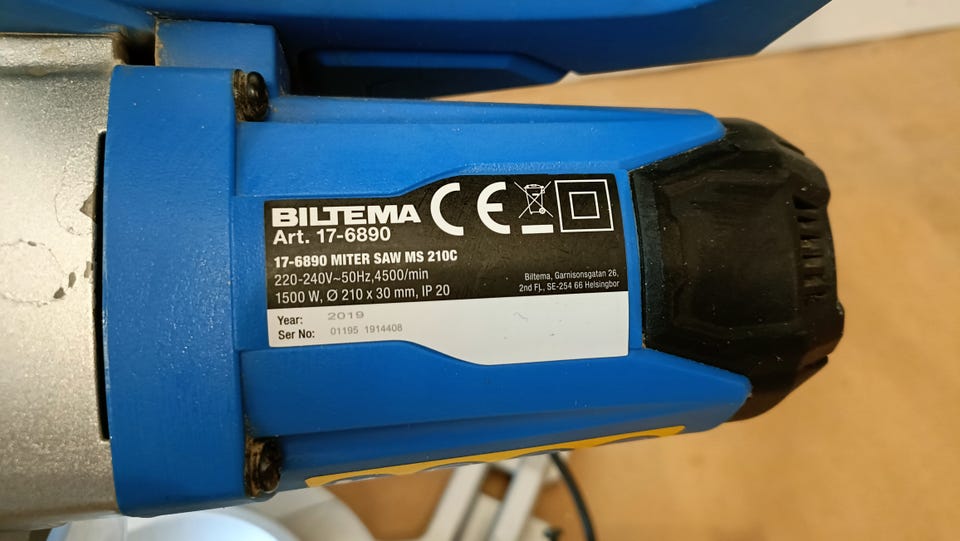 BILTEMA
Art. 17-6890
17-6890 MITER SAW MS 210C
220-240V~50Hz,4500/min
1500 W, Ø 210 x 30 mm, IP 20
CE
Biltema, Garnisonsgatan 26,
2nd Fl., SE-254 66 Helsingbor
Year: 2019
Ser No: 01195 1914408